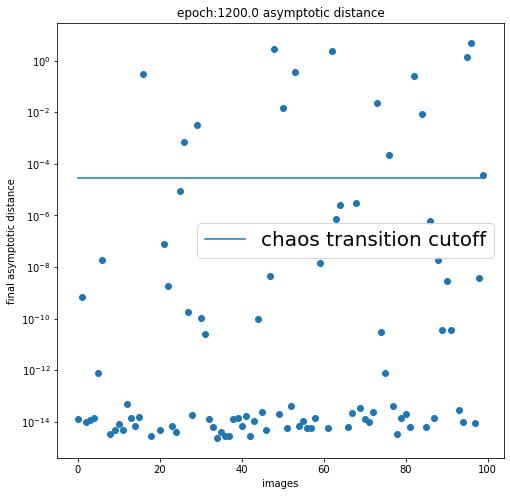 epoch:1200.0 asymptotic distance
final asymptotic distance
10^0
10^-2
10^-4
10^-6
10^-8
10^-10
10^-12
10^-14
chaos transition cutoff
0 20 40 60 80 100
images